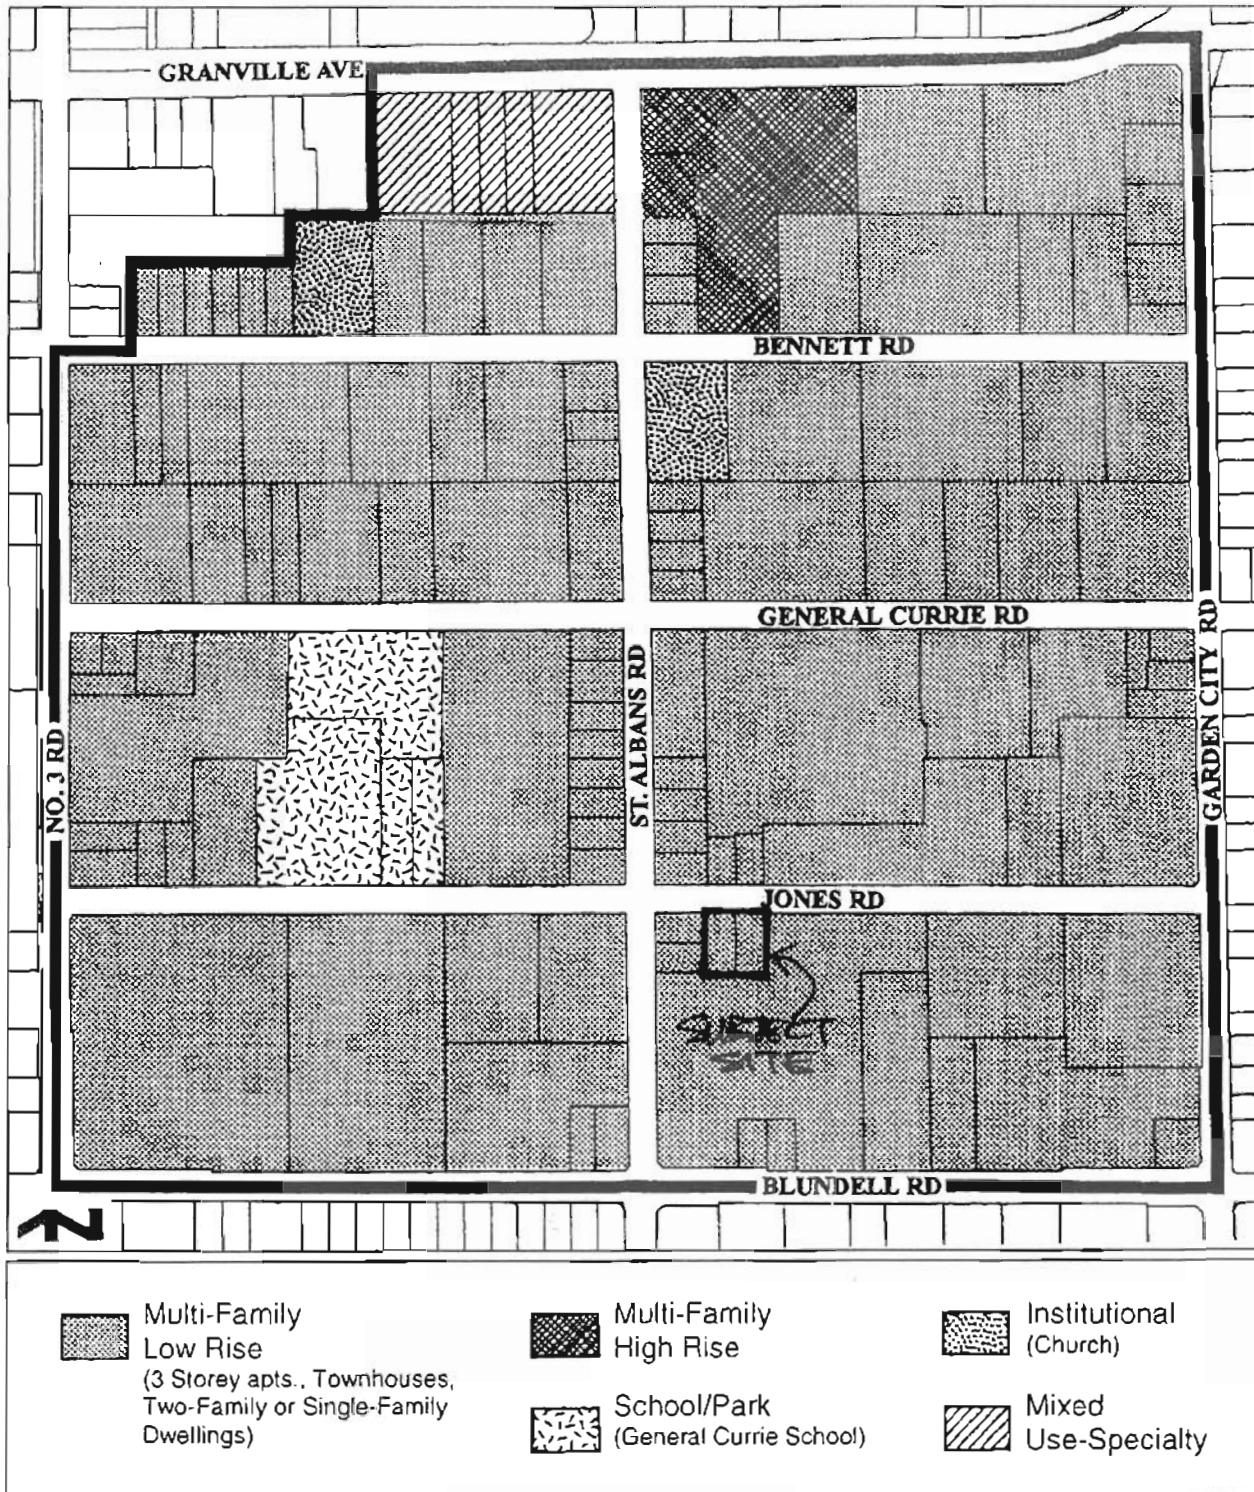 GRANVILLE AVE
BENNETT RD
GENERAL CURRIE RD
ST. ALBANS RD
NO. 3 RD
GARDEN CITY RD
JONES RD
SUBJECT
SITE
BLUNDELL RD
N
Multi-Family
Low Rise
(3 Storey apts., Townhouses,
Two-Family or Single-Family
Dwellings)
Multi-Family
High Rise
School/Park
(General Currie School)
Institutional
(Church)
Mixed
Use-Specialty